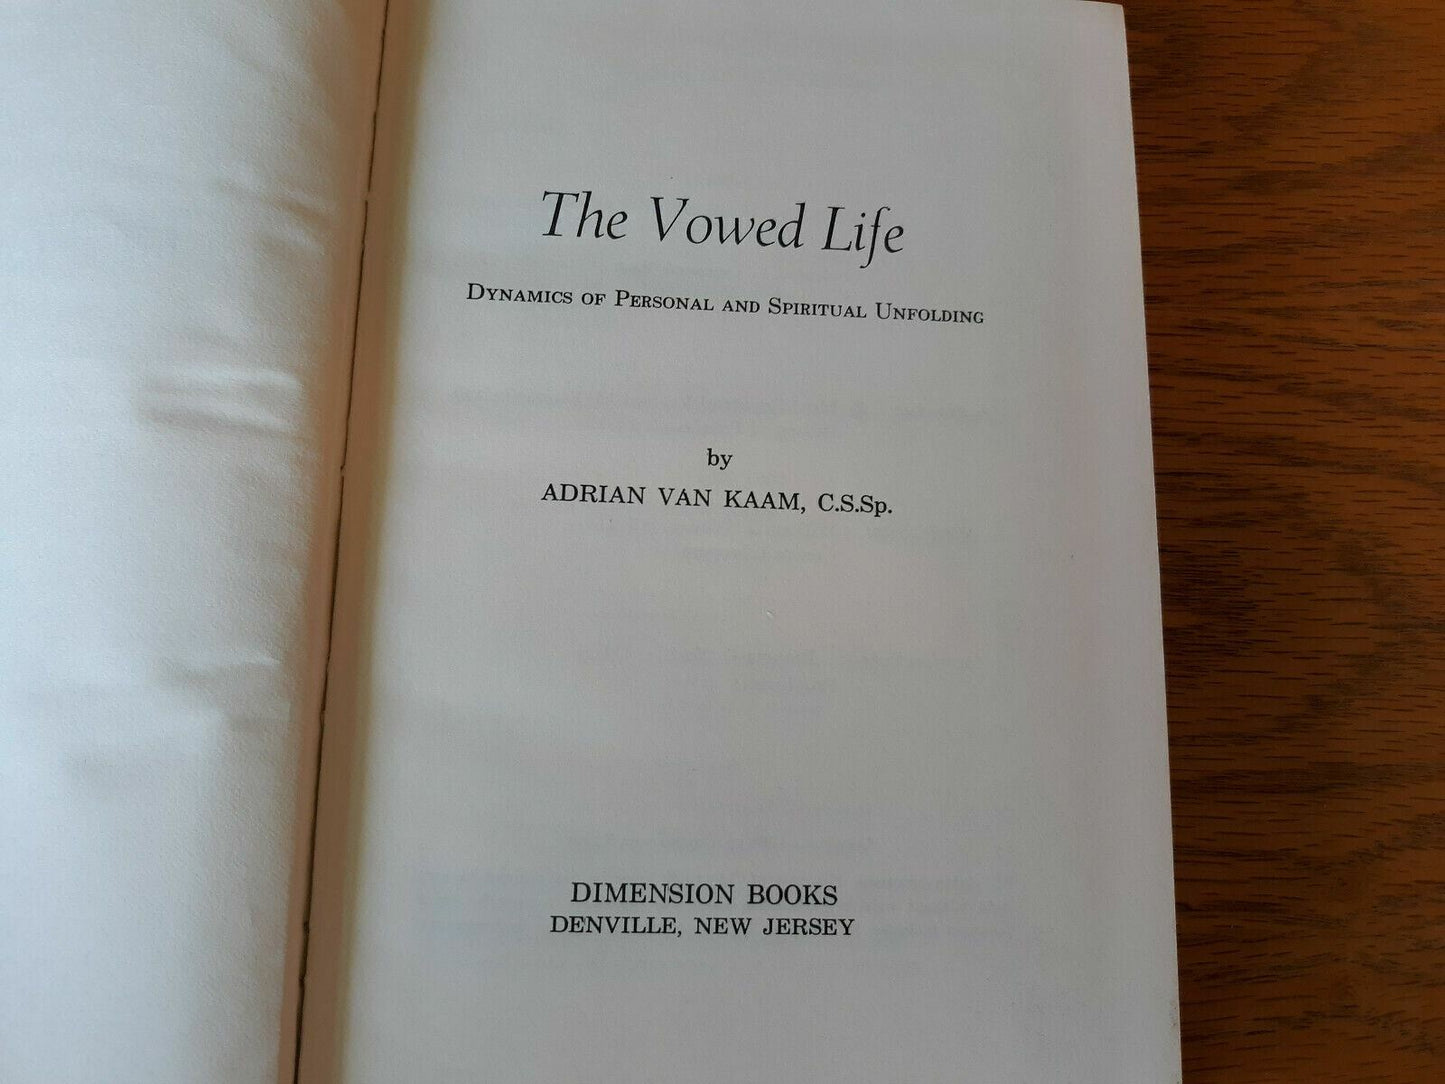 The Vowed Life
DYNAMICS OF PERSONAL AND SPIRITUAL UNFOLDING
by
ADRIAN VAN KAAM, C.S.Sp.
DIMENSION BOOKS
DENVILLE, NEW JERSEY